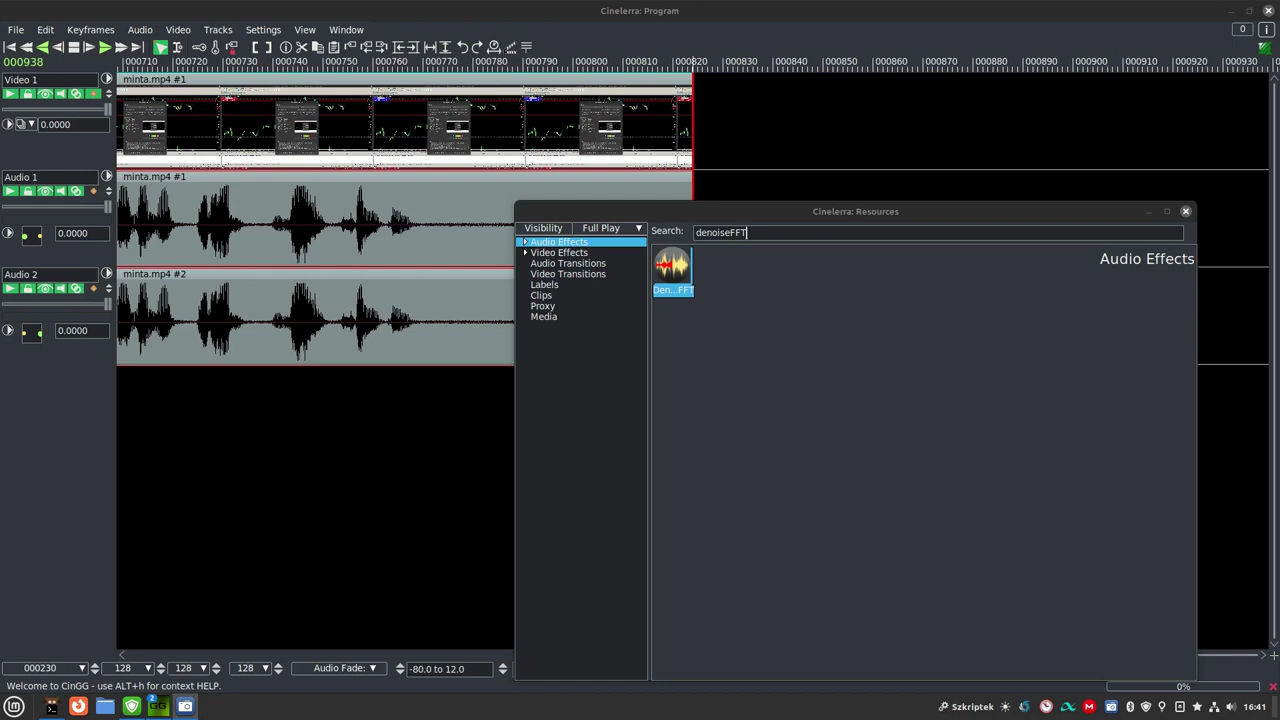 Cinelerra: Program
File Edit Keyframes Audio Video Tracks Settings View Window
0
000938
000710 000720 000730 000740 000750 000760 000770 000780 000790 000800 000810 000820 000830 000840 000850 000860 000870 000880 000890 000900 000910 000920 000930
Video 1
minta.mp4 #1
0.0000
Audio 1
minta.mp4 #1
0.0000
Audio 2
minta.mp4 #2
0.0000
Cinelerra: Resources
Visibility Full Play
Search: denoiseFFT
Audio Effects
Video Effects
Audio Transitions
Video Transitions
Labels
Clips
Proxy
Media
Audio Effects
Den...FFT
000230 128 128 128 Audio Fade: -80.0 to 12.0
Welcome to CinGG - use ALT+h for context HELP.
0%
2
GG
Szkriptek
16:41